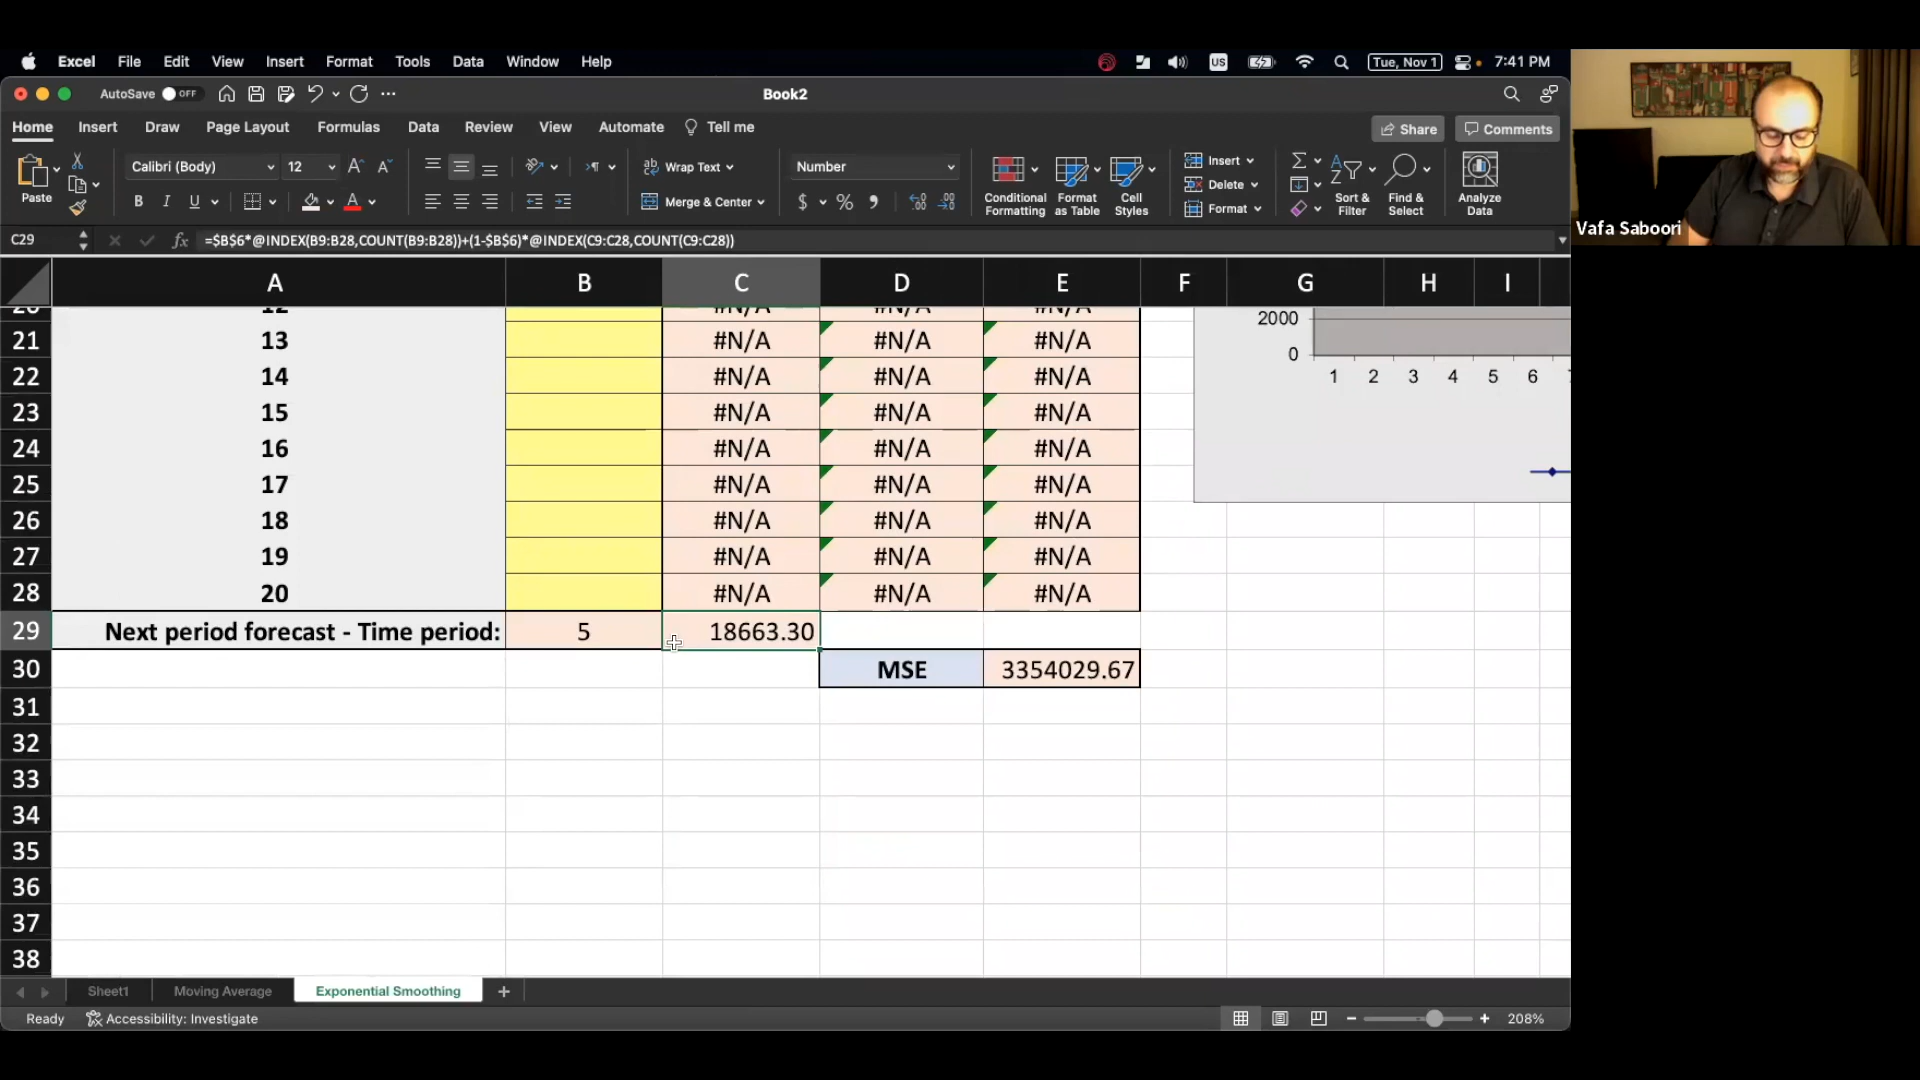 Excel File Edit View Insert Format Tools Data Window Help US Tue, Nov 1 7:41 PM
AutoSave OFF Book2
Home Insert Draw Page Layout Formulas Data Review View Automate Tell me Share Comments
Paste Calibri (Body) 12 Wrap Text Number Conditional Formatting Format as Table Cell Styles Insert Sort & Filter Find & Select Analyze Data
B I U Merge & Center $ % Delete
Format
C29 fx =$B$6*@INDEX(B9:B28,COUNT(B9:B28))+(1-$B$6)*@INDEX(C9:C28,COUNT(C9:C28))
Vafa Saboori
A B C D E F G H I
20 12 #N/A #N/A #N/A 2000
21 13 #N/A #N/A #N/A 0
22 14 #N/A #N/A #N/A 1 2 3 4 5 6
23 15 #N/A #N/A #N/A
24 16 #N/A #N/A #N/A
25 17 #N/A #N/A #N/A
26 18 #N/A #N/A #N/A
27 19 #N/A #N/A #N/A
28 20 #N/A #N/A #N/A
29 Next period forecast - Time period: 5 18663.30
30 MSE 3354029.67
31
32
33
34
35
36
37
38
Sheet1 Moving Average Exponential Smoothing +
Ready Accessibility: Investigate 208%